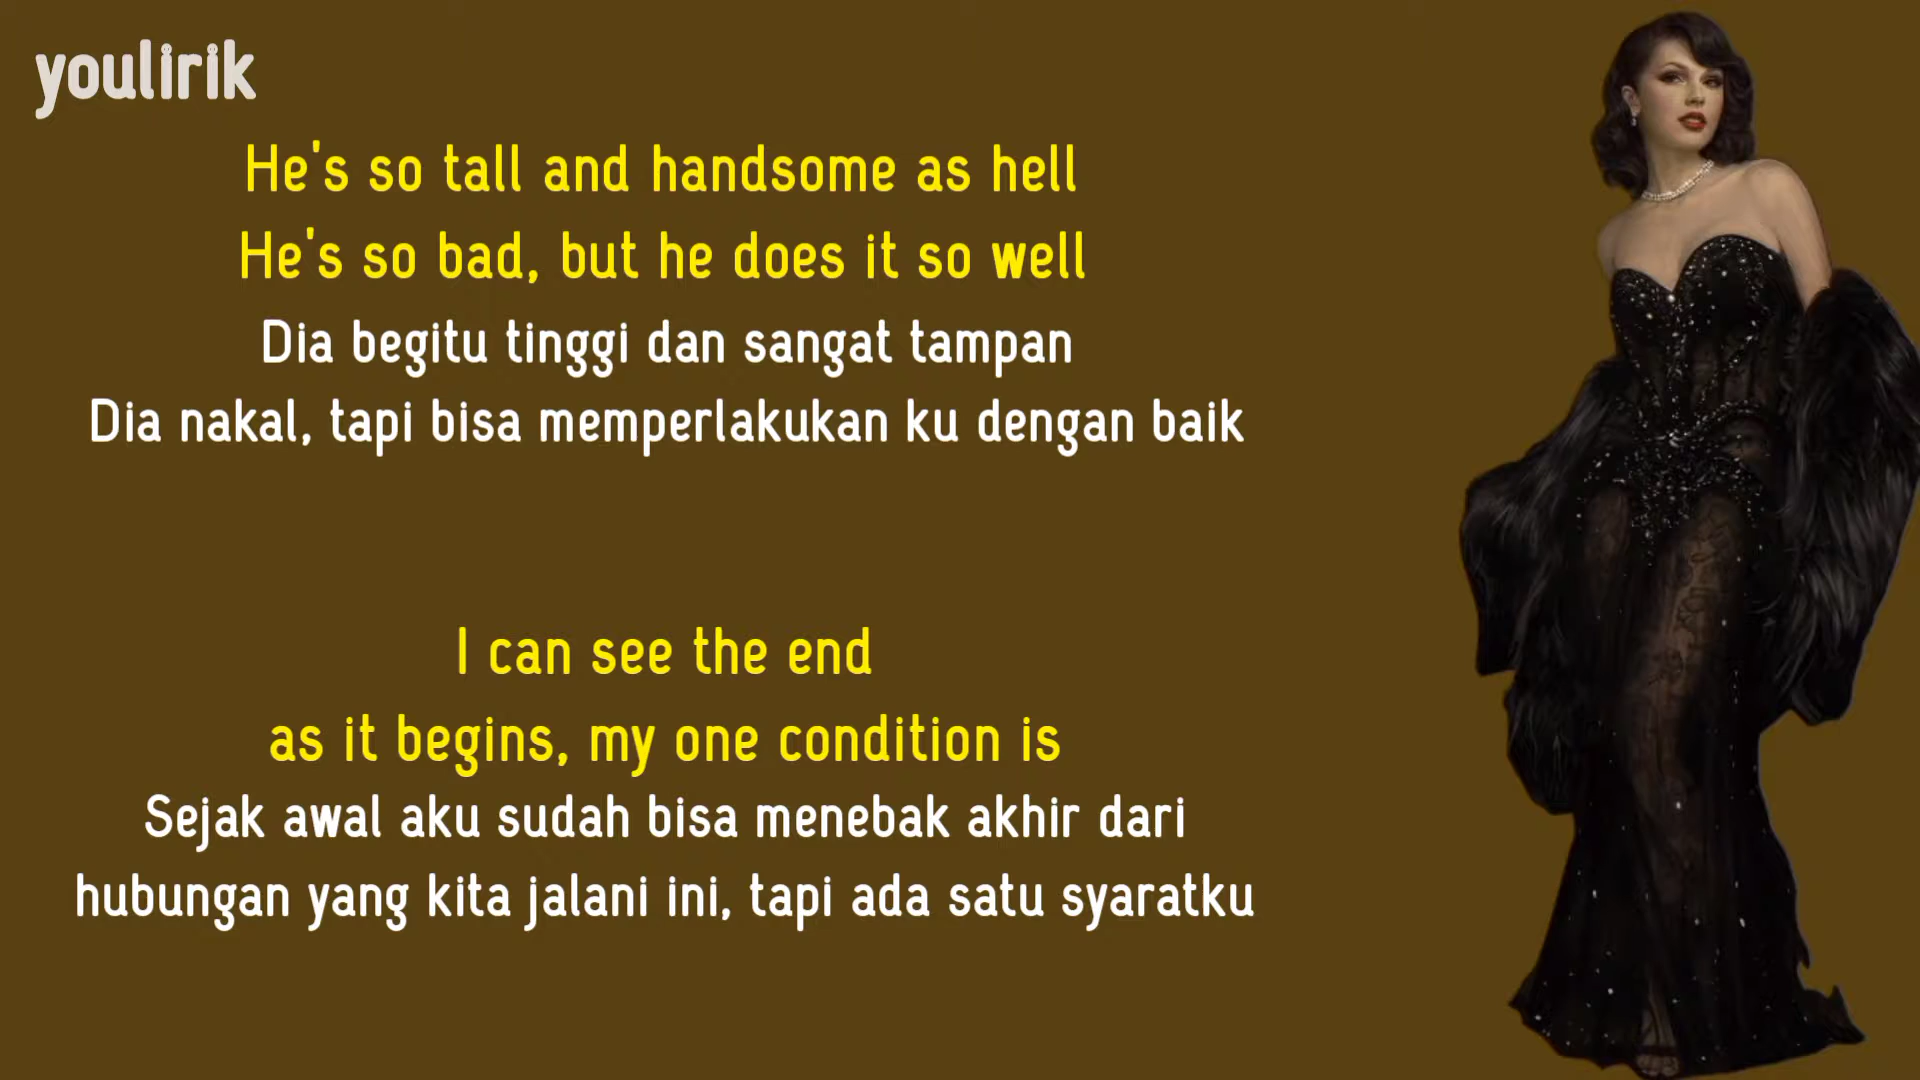 youlirik
He's so tall and handsome as hell
He's so bad, but he does it so well
Dia begitu tinggi dan sangat tampan
Dia nakal, tapi bisa memperlakukan ku dengan baik
I can see the end
as it begins, my one condition is
Sejak awal aku sudah bisa menebak akhir dari
hubungan yang kita jalani ini, tapi ada satu syaratku